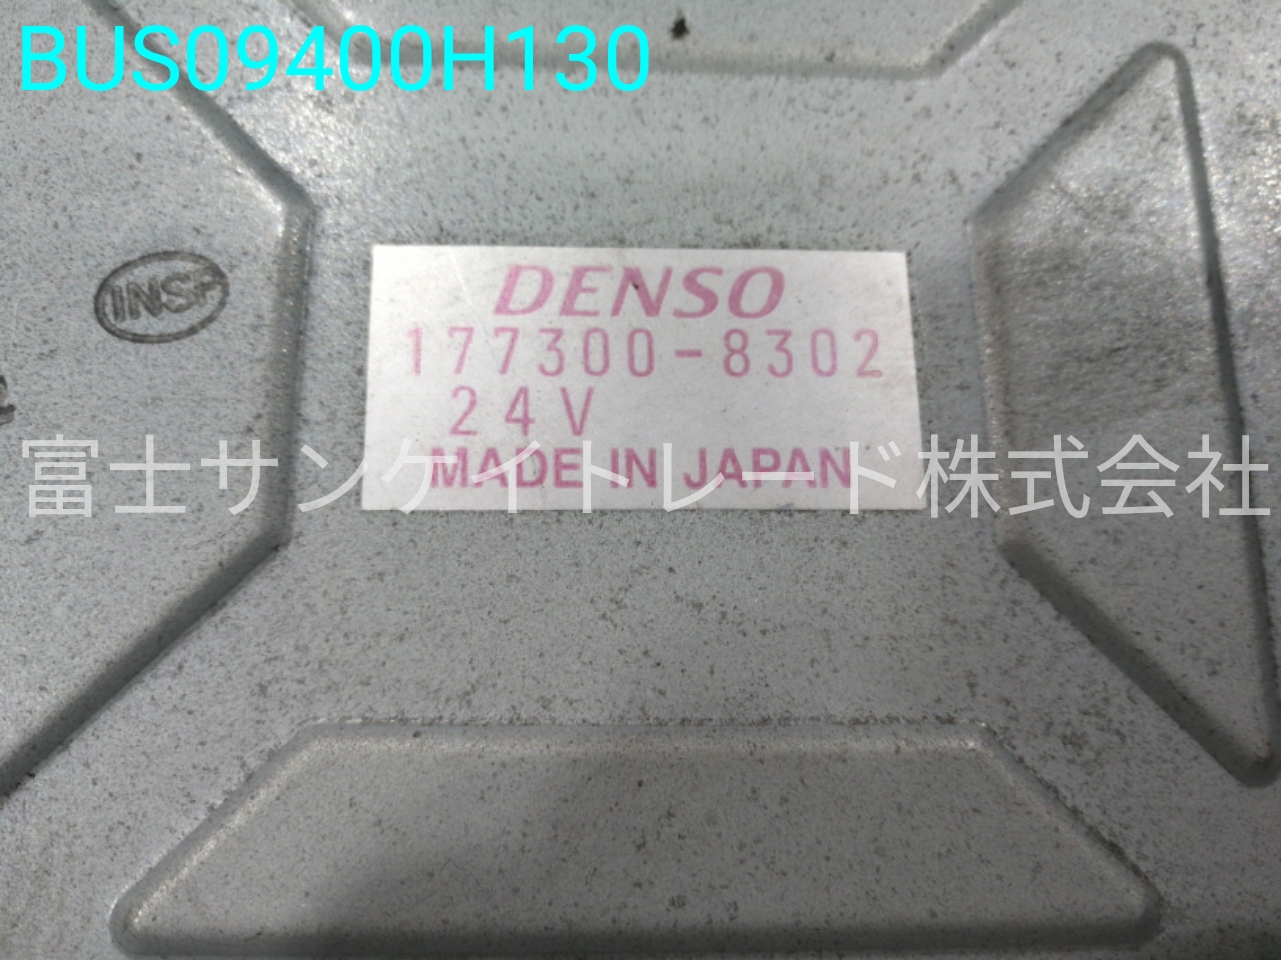 BUS09400H130
INSP
DENSO
177300-8302
24V
MADE IN JAPAN
富士サンケイトレード株式会社